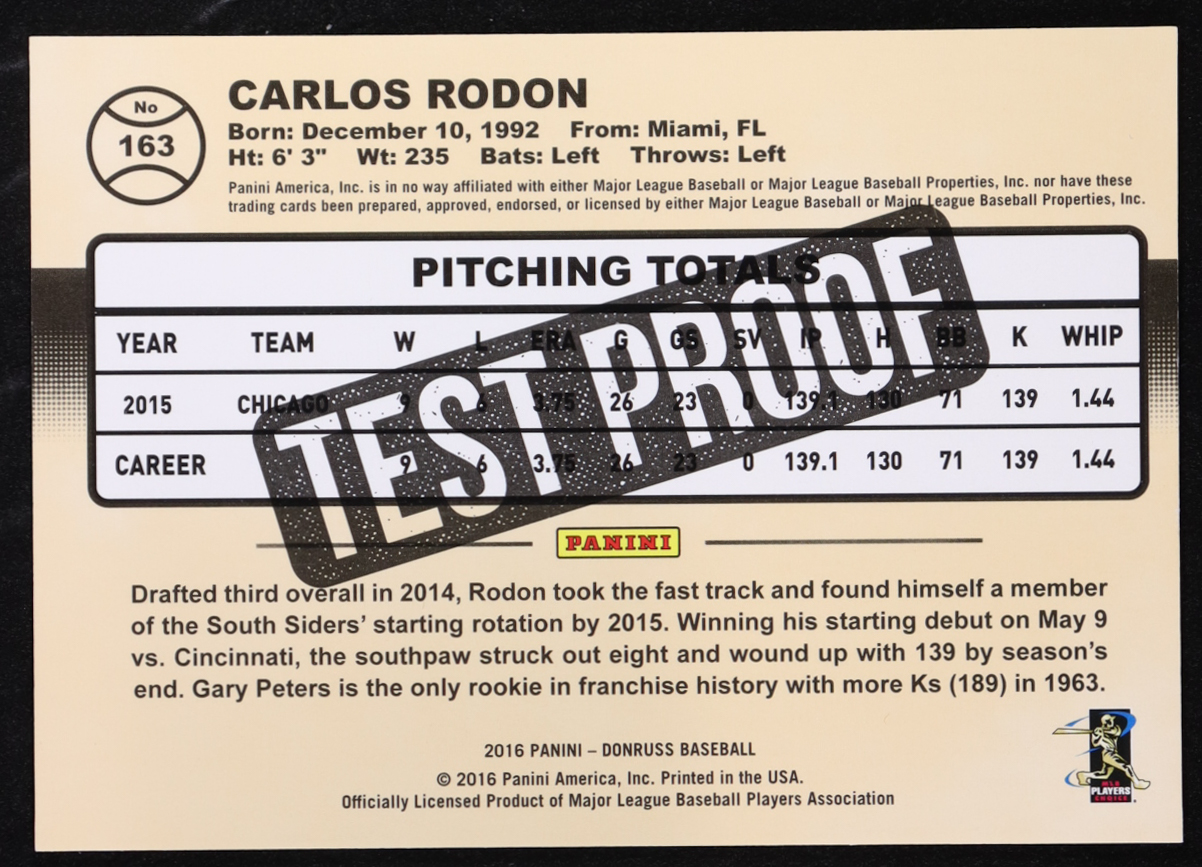 No
163
CARLOS RODON
Born: December 10, 1992 From: Miami, FL
Ht: 6' 3" Wt: 235 Bats: Left Throws: Left
Panini America, Inc. is in no way affiliated with either Major League Baseball or Major League Baseball Properties, Inc. nor have these
trading cards been prepared, approved, endorsed, or licensed by either Major League Baseball or Major League Baseball Properties, Inc.
PITCHING TOTALS
YEAR TEAM W L ERA G GS SV IP H BB K WHIP
2015 CHICAGO 9 6 3.75 26 23 0 139.1 130 71 139 1.44
CAREER 9 6 3.75 26 23 0 139.1 130 71 139 1.44
TEST PROOF
PANINI
Drafted third overall in 2014, Rodon took the fast track and found himself a member
of the South Siders’ starting rotation by 2015. Winning his starting debut on May 9
vs. Cincinnati, the southpaw struck out eight and wound up with 139 by season’s
end. Gary Peters is the only rookie in franchise history with more Ks (189) in 1963.
2016 PANINI – DONRUSS BASEBALL
© 2016 Panini America, Inc. Printed in the USA.
Officially Licensed Product of Major League Baseball Players Association
MLB
PLAYERS
CHOICE